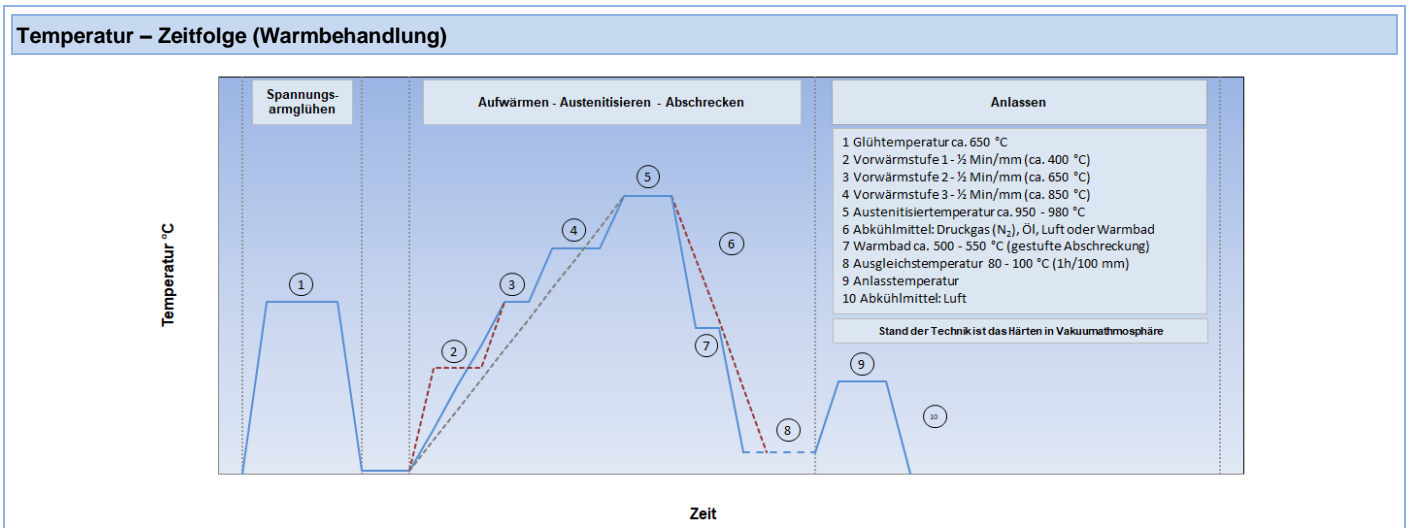 Temperatur – Zeitfolge (Warmbehandlung)
Spannungs-
armglühen
Aufwärmen - Austenitisieren - Abschrecken
Anlassen
1 Glühtemperatur ca. 650 °C
2 Vorwärmstufe 1 - ½ Min/mm (ca. 400 °C)
3 Vorwärmstufe 2 - ½ Min/mm (ca. 650 °C)
4 Vorwärmstufe 3 - ½ Min/mm (ca. 850 °C)
5 Austenitisiertemperatur ca. 950 - 980 °C
6 Abkühlmittel: Druckgas (N₂), Öl, Luft oder Warmbad
7 Warmbad ca. 500 - 550 °C (gestufte Abschreckung)
8 Ausgleichstemperatur 80 - 100 °C (1h/100 mm)
9 Anlasstemperatur
10 Abkühlmittel: Luft
Stand der Technik ist das Härten in Vakuumathmosphäre
Temperatur °C
1
2
3
4
5
6
7
8
9
10
Zeit